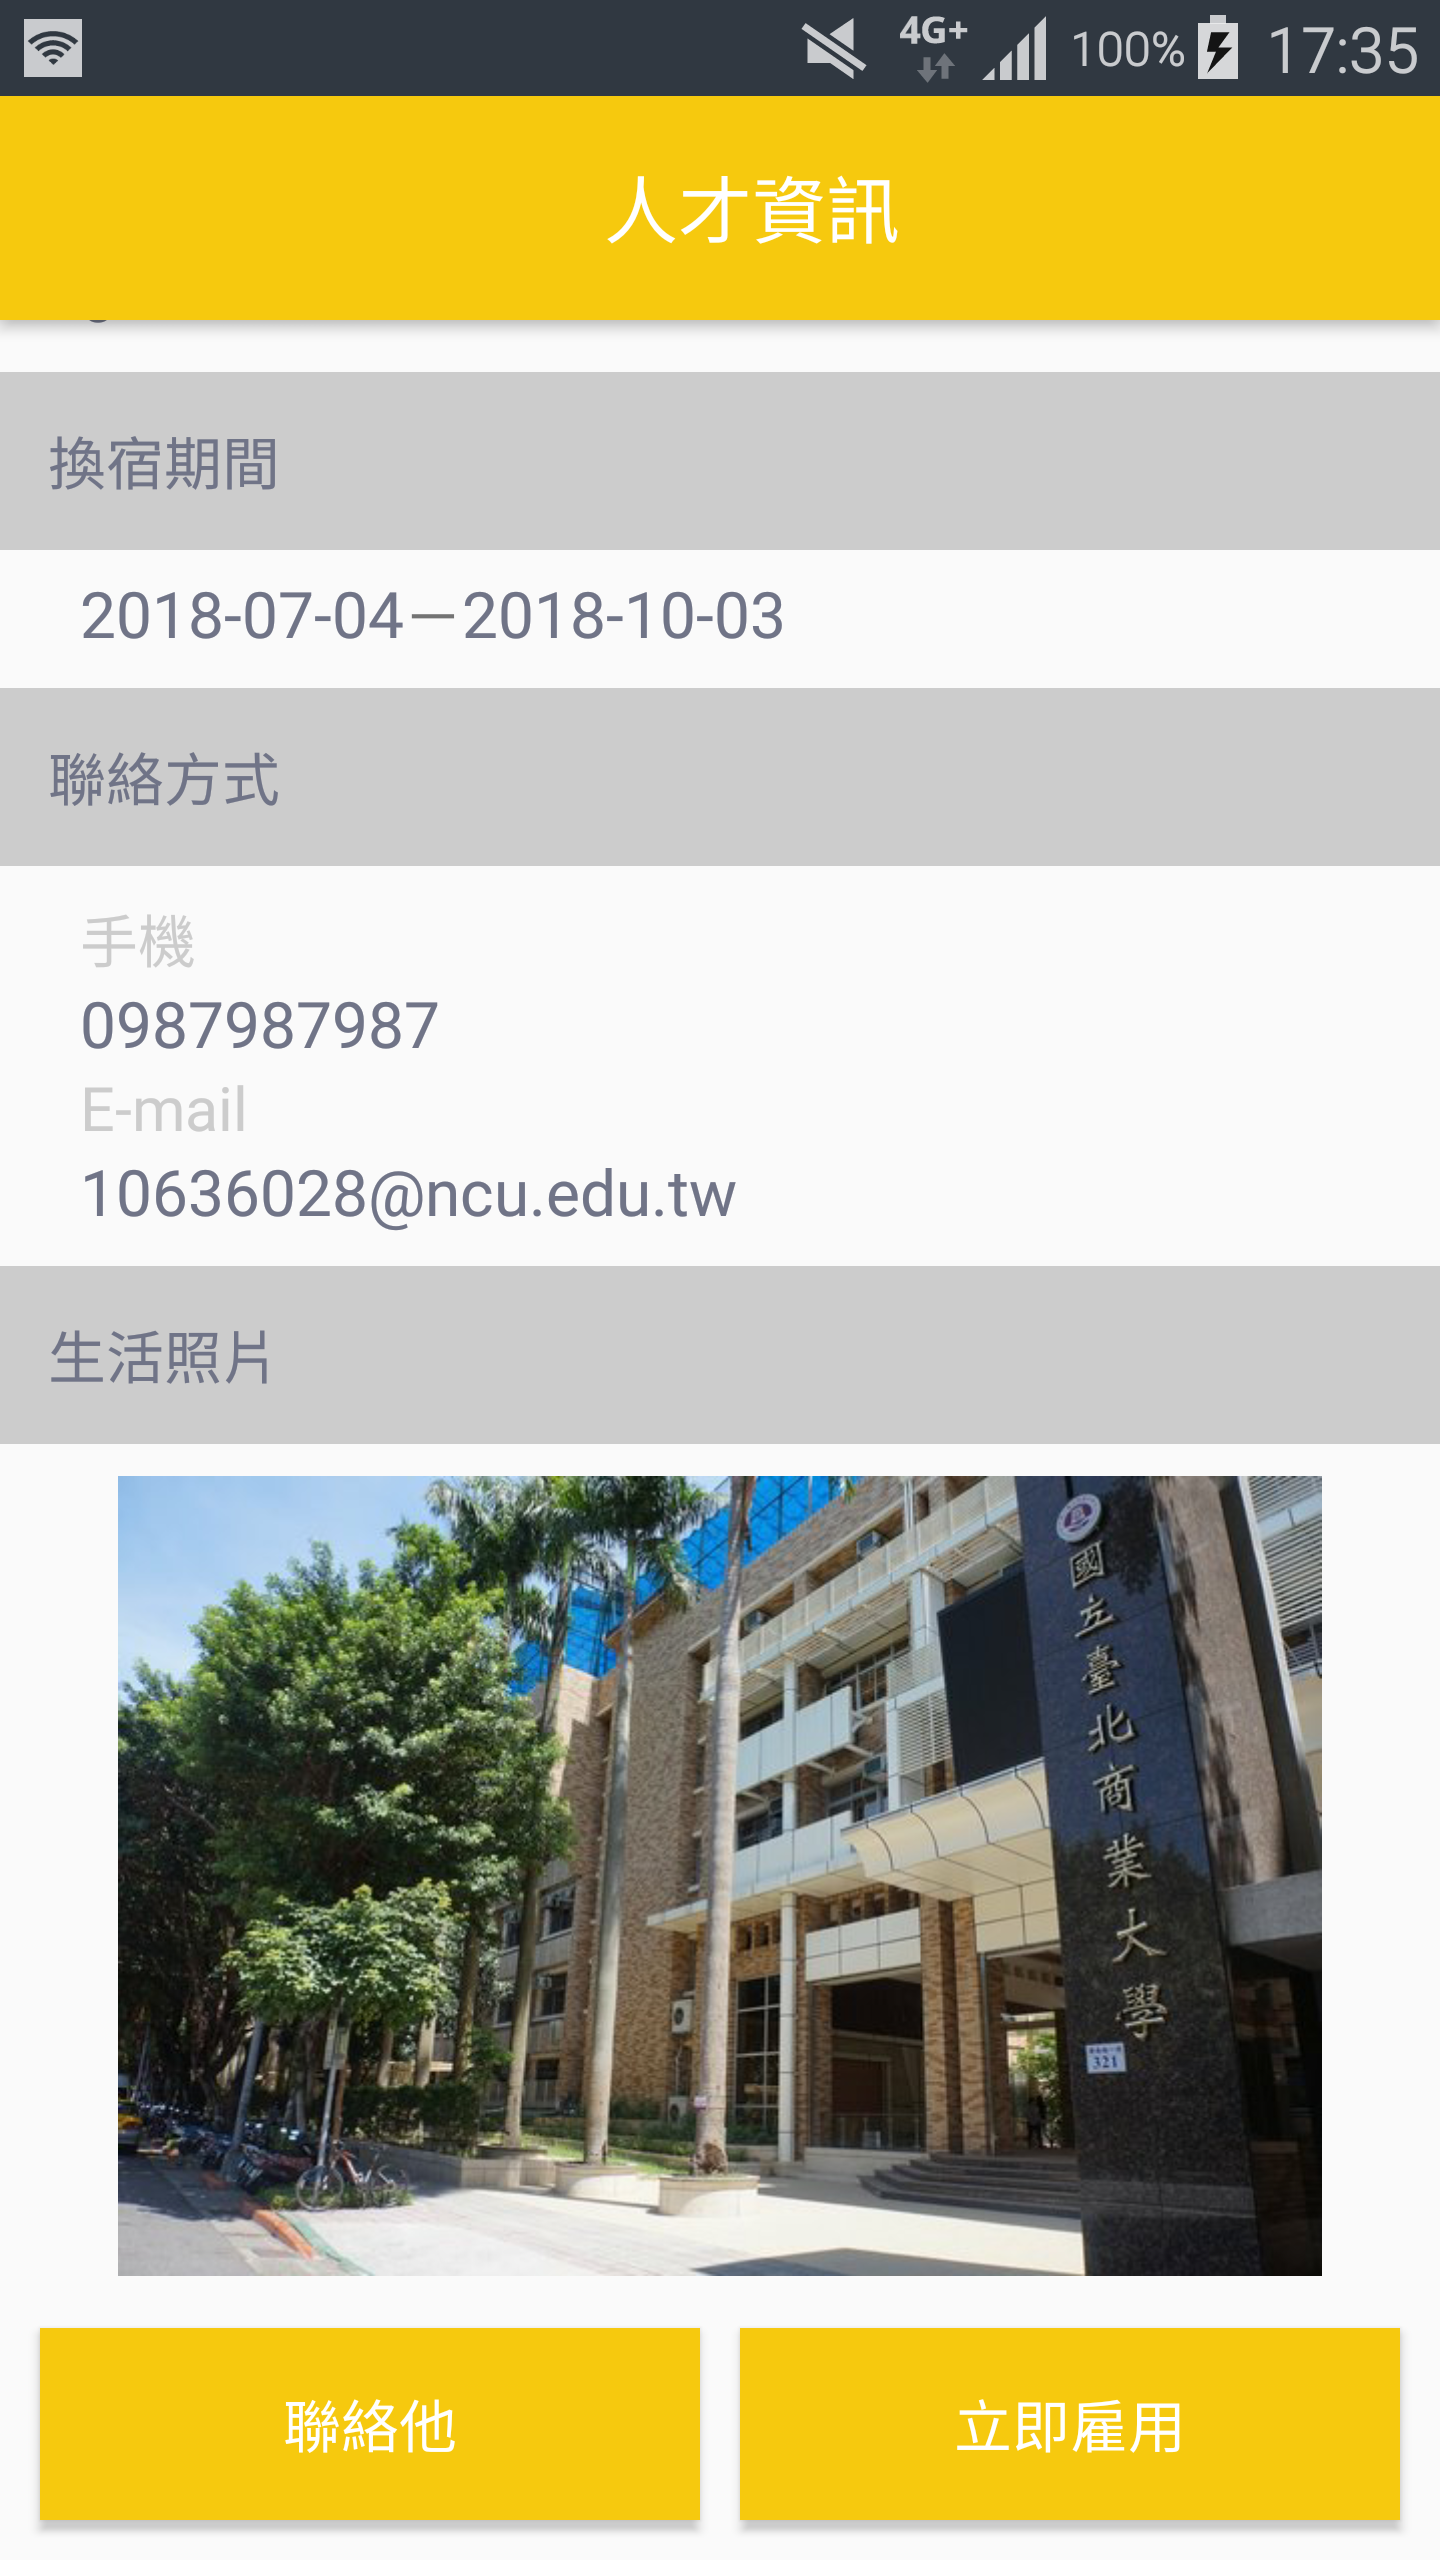 4G+ 100% 17:35
人才資訊
換宿期間
2018-07-04—2018-10-03
聯絡方式
手機
0987987987
E-mail
10636028@ncu.edu.tw
生活照片
國立臺北商業大學
321
聯絡他
立即雇用